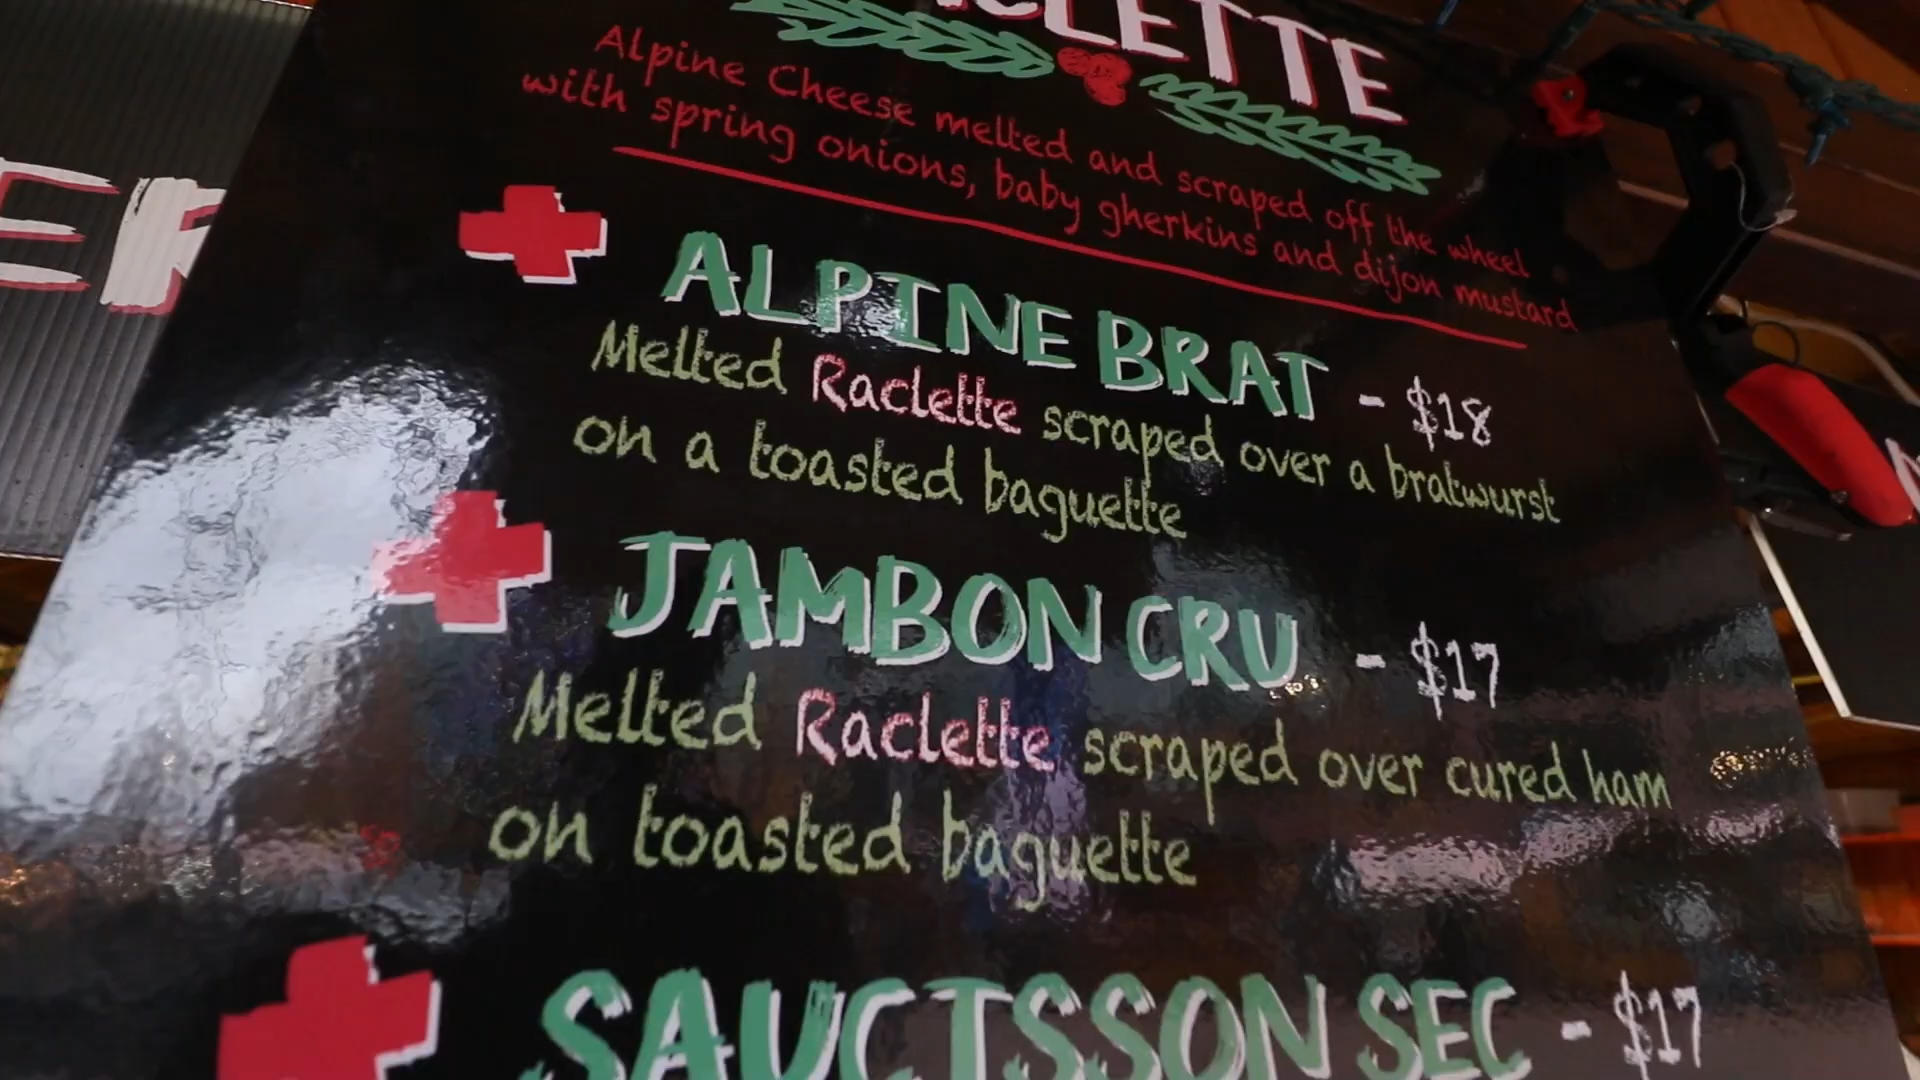 CLETTE
Alpine Cheese melted and scraped off the wheel
with spring onions, baby gherkins and dijon mustard
ALPINE BRAT - $18
Melted Raclette scraped over a bratwurst
on a toasted baguette
JAMBON CRU - $17
Melted Raclette scraped over cured ham
on toasted baguette
SAUCISSON SEC - $17